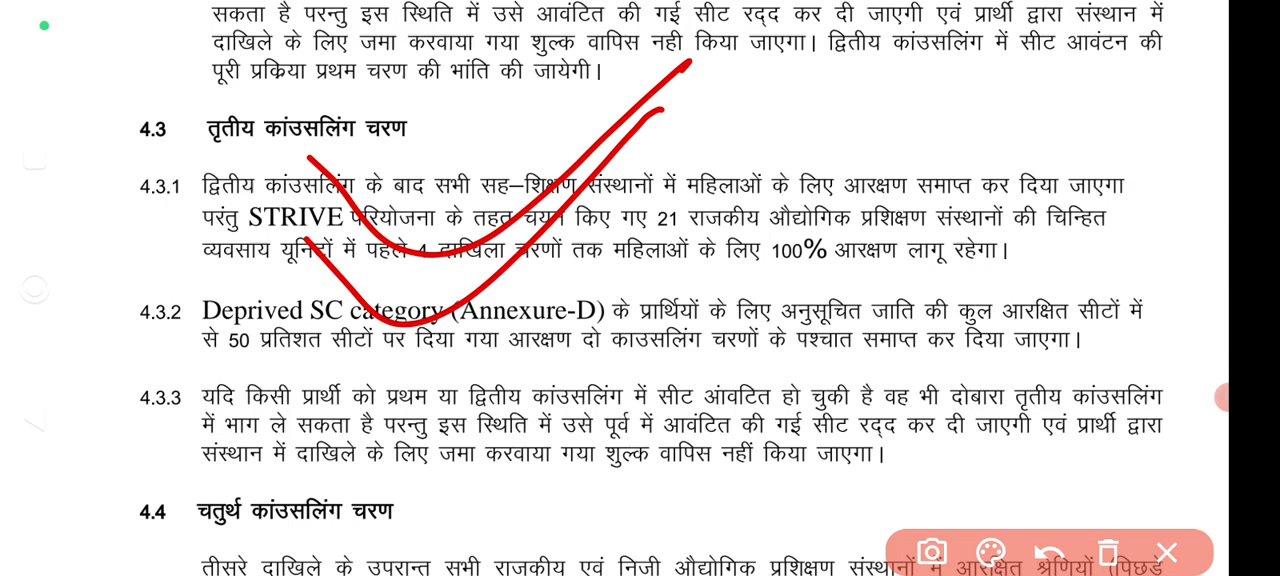 सकता है परन्तु इस स्थिति में उसे आवंटित की गई सीट रद्द कर दी जाएगी एवं प्रार्थी द्वारा संस्थान में
दाखिले के लिए जमा करवाया गया शुल्क वापिस नही किया जाएगा। द्वितीय कांउसलिंग में सीट आवंटन की
पूरी प्रकिया प्रथम चरण की भांति की जायेगी।
4.3 तृतीय कांउसलिंग चरण
4.3.1 द्वितीय कांउसलिंग के बाद सभी सह–शिक्षण संस्थानों में महिलाओं के लिए आरक्षण समाप्त कर दिया जाएगा
परंतु STRIVE परियोजना के तहत चयन किए गए 21 राजकीय औद्योगिक प्रशिक्षण संस्थानों की चिन्हित
व्यवसाय यूनिटों में पहले 4 दाखिला चरणों तक महिलाओं के लिए 100% आरक्षण लागू रहेगा।
4.3.2 Deprived SC category (Annexure-D) के प्रार्थियों के लिए अनुसूचित जाति की कुल आरक्षित सीटों में
से 50 प्रतिशत सीटों पर दिया गया आरक्षण दो काउसलिंग चरणों के पश्चात समाप्त कर दिया जाएगा।
4.3.3 यदि किसी प्रार्थी को प्रथम या द्वितीय कांउसलिंग में सीट आंवटित हो चुकी है वह भी दोबारा तृतीय कांउसलिंग
में भाग ले सकता है परन्तु इस स्थिति में उसे पूर्व में आवंटित की गई सीट रद्द कर दी जाएगी एवं प्रार्थी द्वारा
संस्थान में दाखिले के लिए जमा करवाया गया शुल्क वापिस नहीं किया जाएगा।
4.4 चतुर्थ कांउसलिंग चरण
तीसरे दाखिले के उपरान्त सभी राजकीय एवं निजी औद्योगिक प्रशिक्षण संस्थानों में आरक्षित श्रेणियों (पिछड़े